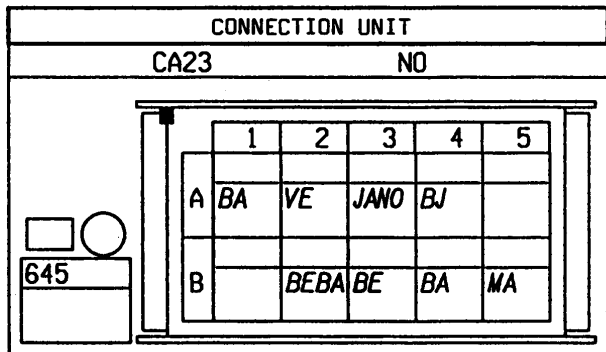 CONNECTION UNIT
CA23 NO
1 2 3 4 5
A BA VE JANO BJ
645
B BEBA BE BA MA